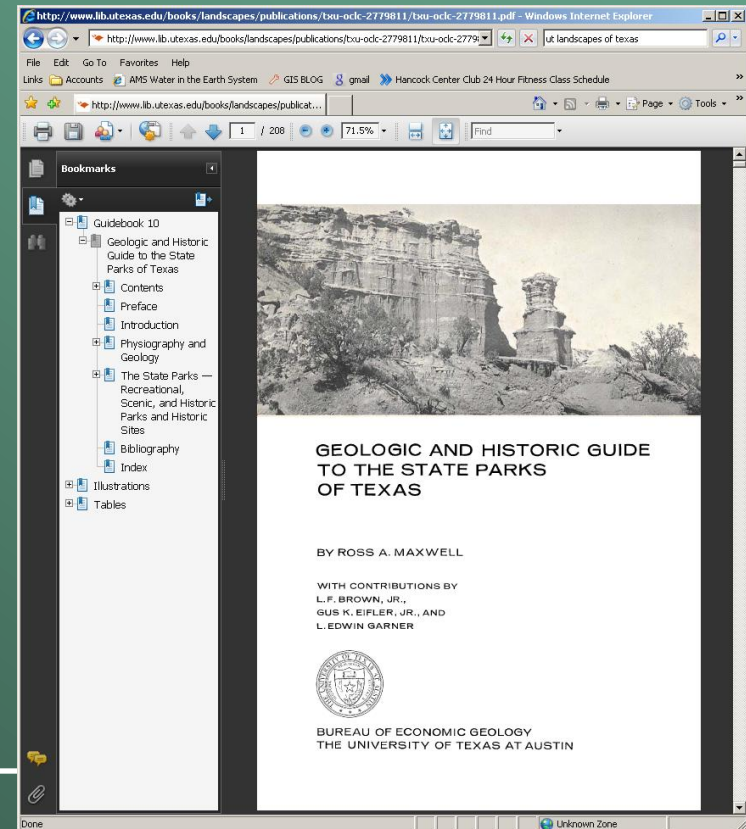 http://www.lib.utexas.edu/books/landscapes/publications/txu-oclc-2779811/txu-oclc-2779811.pdf - Windows Internet Explorer
http://www.lib.utexas.edu/books/landscapes/publications/txu-oclc-2779811/txu-oclc-2779 ut landscapes of texas
File Edit Go To Favorites Help
Links Accounts AMS Water in the Earth System GIS BLOG gmail Hancock Center Club 24 Hour Fitness Class Schedule »
http://www.lib.utexas.edu/books/landscapes/publicat... Page Tools »
1 / 208 71.5% Find
Bookmarks
Guidebook 10
Geologic and Historic
Guide to the State
Parks of Texas
Contents
Preface
Introduction
Physiography and
Geology
The State Parks —
Recreational,
Scenic, and Historic
Parks and Historic
Sites
Bibliography
Index
Illustrations
Tables
GEOLOGIC AND HISTORIC GUIDE
TO THE STATE PARKS
OF TEXAS
BY ROSS A. MAXWELL
WITH CONTRIBUTIONS BY
L.F. BROWN, JR.,
GUS K. EIFLER, JR., AND
L. EDWIN GARNER
THE UNIVERSITY OF TEXAS AT AUSTIN
BUREAU OF ECONOMIC GEOLOGY
THE UNIVERSITY OF TEXAS AT AUSTIN
Done Unknown Zone